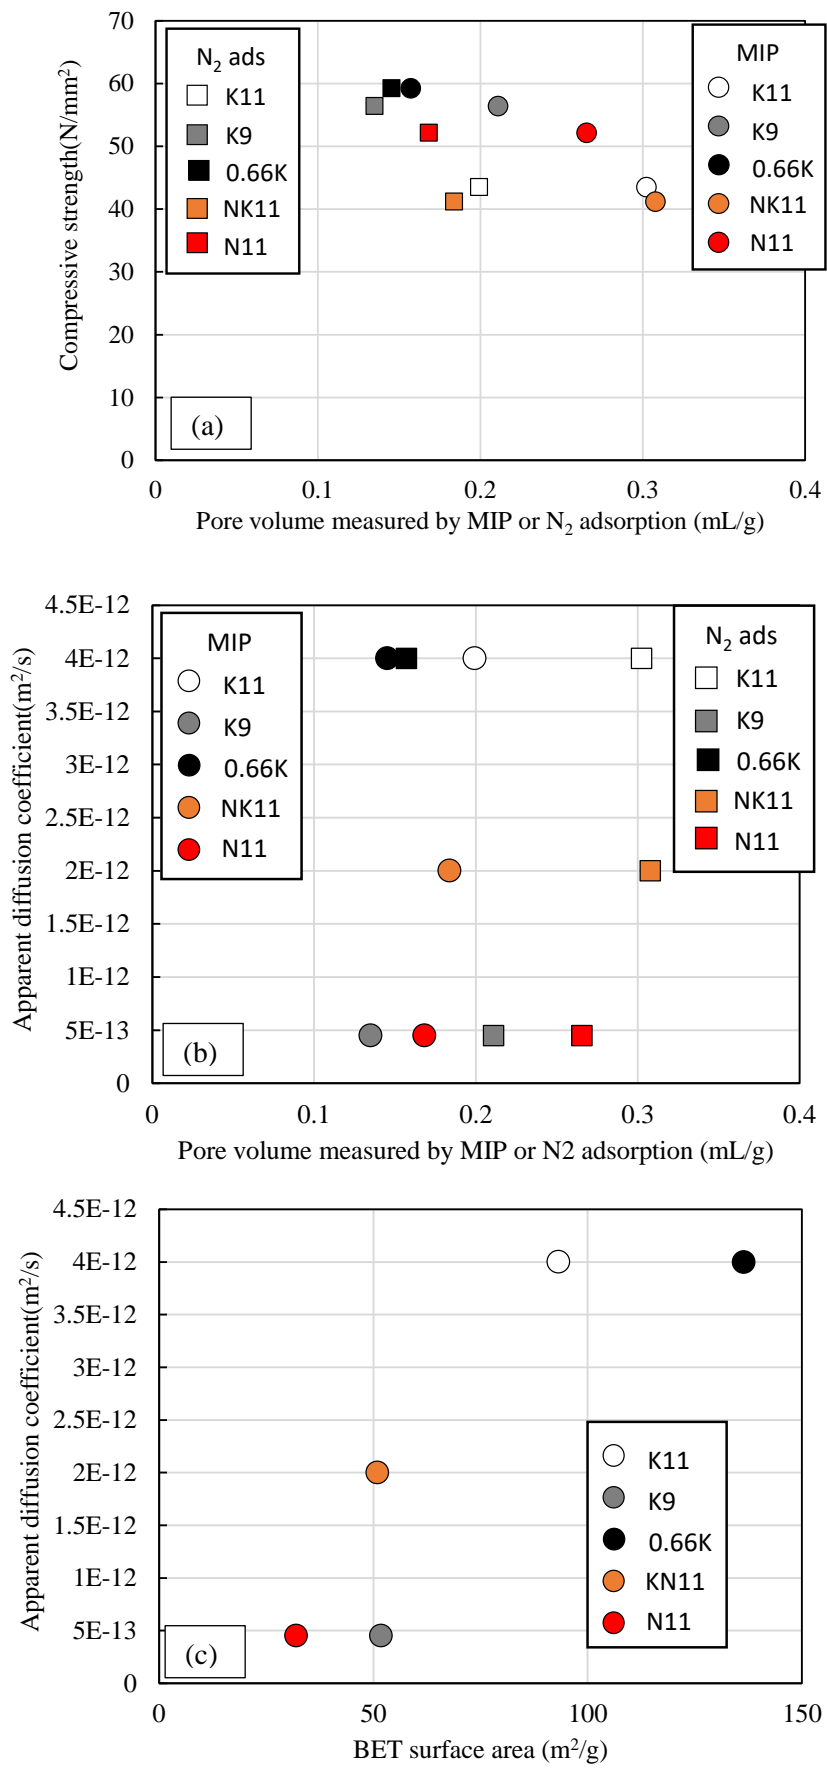 70
60
50
40
30
20
10
0
Compressive strength(N/mm²)
N₂ ads
K11
K9
0.66K
NK11
N11
MIP
K11
K9
0.66K
NK11
N11
(a)
0 0.1 0.2 0.3 0.4
Pore volume measured by MIP or N₂ adsorption (mL/g)
4.5E-12
4E-12
3.5E-12
3E-12
2.5E-12
2E-12
1.5E-12
1E-12
5E-13
0
Apparent diffusion coefficient(m²/s)
MIP
K11
K9
0.66K
NK11
N11
N₂ ads
K11
K9
0.66K
NK11
N11
(b)
0 0.1 0.2 0.3 0.4
Pore volume measured by MIP or N2 adsorption (mL/g)
4.5E-12
4E-12
3.5E-12
3E-12
2.5E-12
2E-12
1.5E-12
1E-12
5E-13
0
Apparent diffusion coefficient(m²/s)
K11
K9
0.66K
KN11
N11
(c)
0 50 100 150
BET surface area (m²/g)